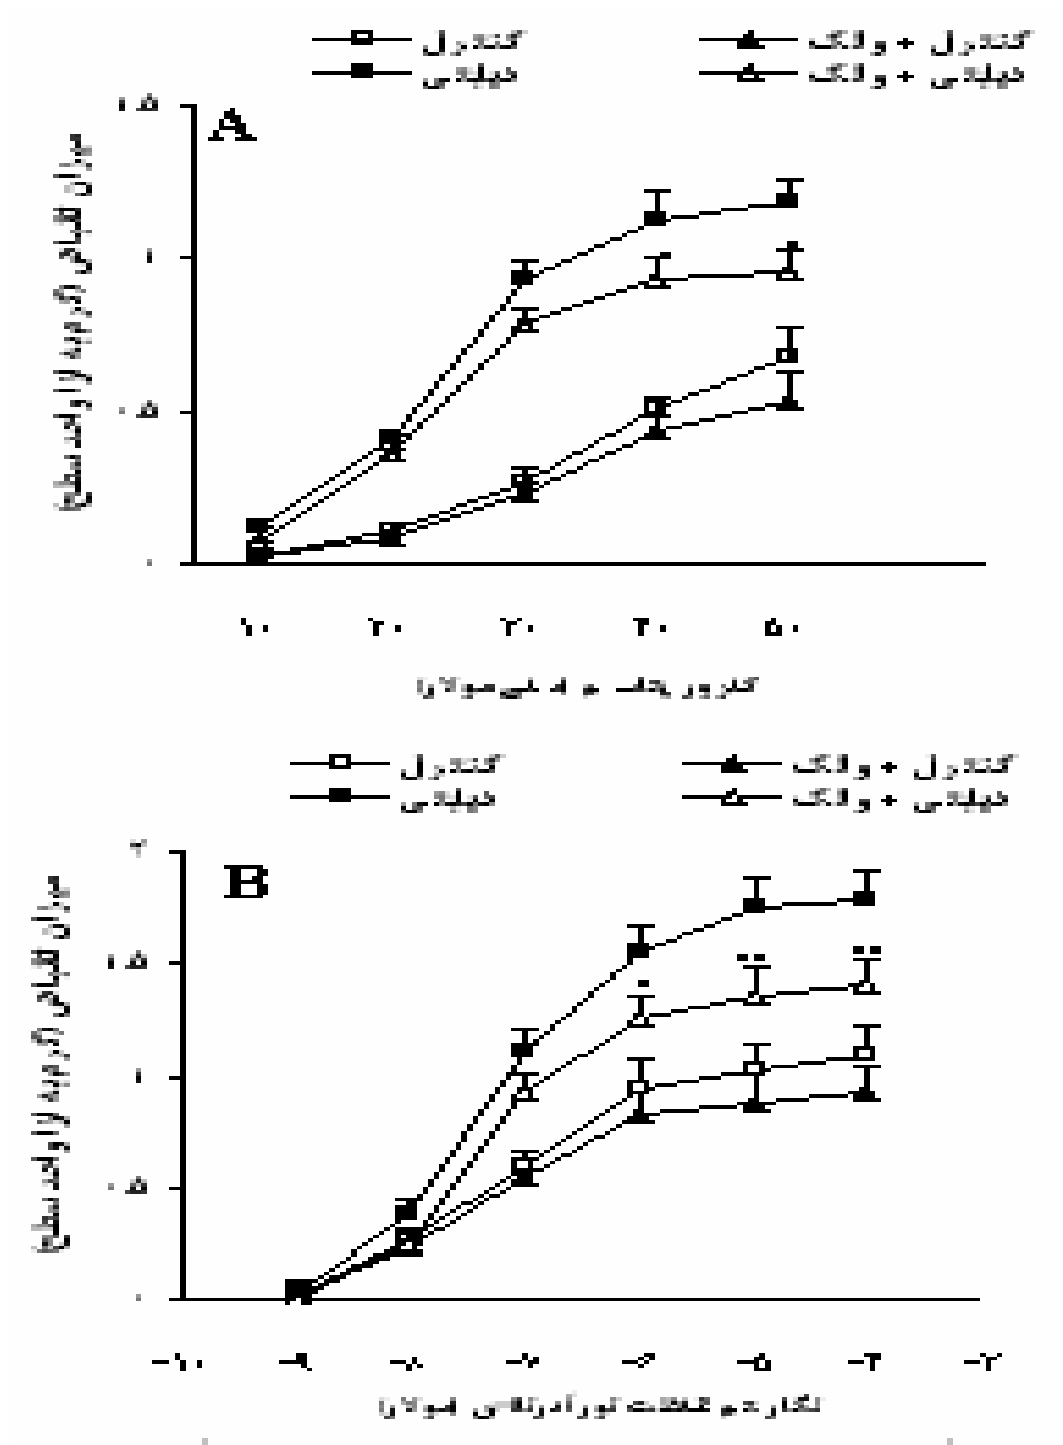 کنترل
کنترل + والک
دیابتی
دیابتی + والک
A
۱.۵
۱
۰.۵
۰
میزان انقباض (گرم به ازا واحد سطح)
۱۰ ۲۰ ۳۰ ۴۰ ۵۰
کلرور پتاسیم (میلی مولار)
کنترل
کنترل + والک
دیابتی
دیابتی + والک
B
۲
۱.۵
۱
۰.۵
۰
میزان انقباض (گرم به ازا واحد سطح)
-۱۰ -۹ -۸ -۷ -۶ -۵ -۴ -۳
لگاریتم غلظت نورآدرنالین (مولار)